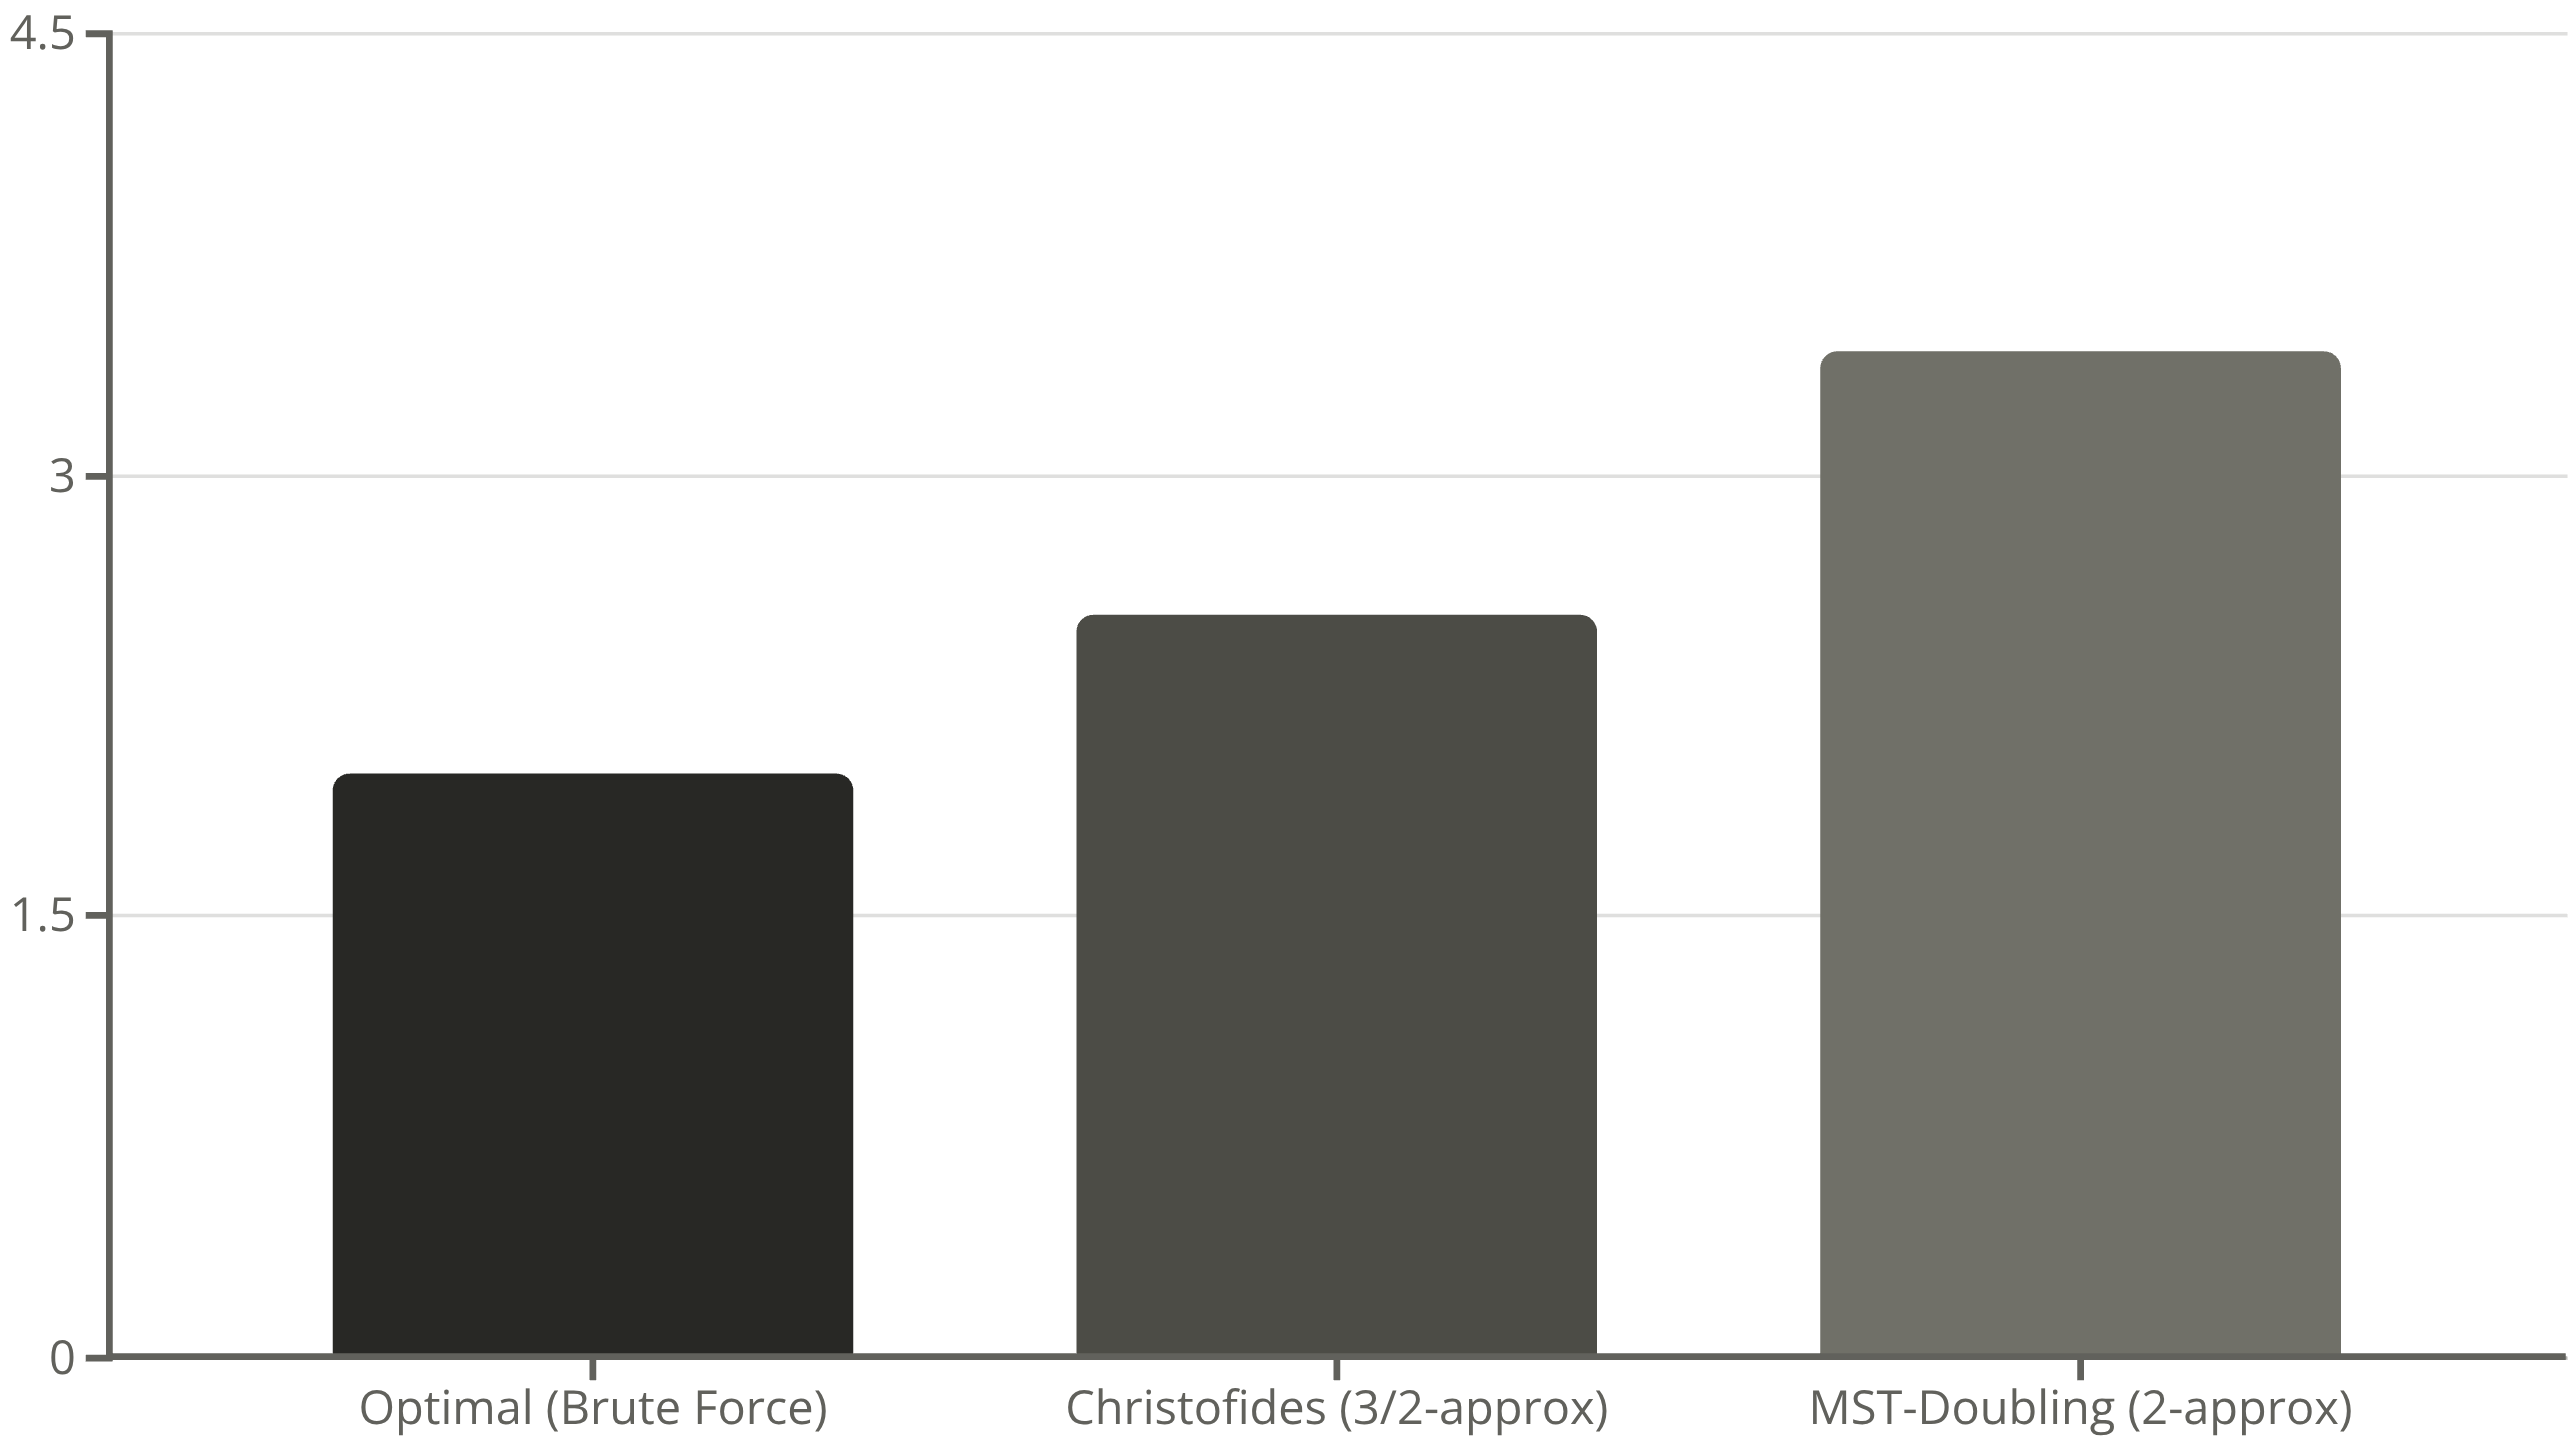 4.5
3
1.5
0
Optimal (Brute Force)
Christofides (3/2-approx)
MST-Doubling (2-approx)